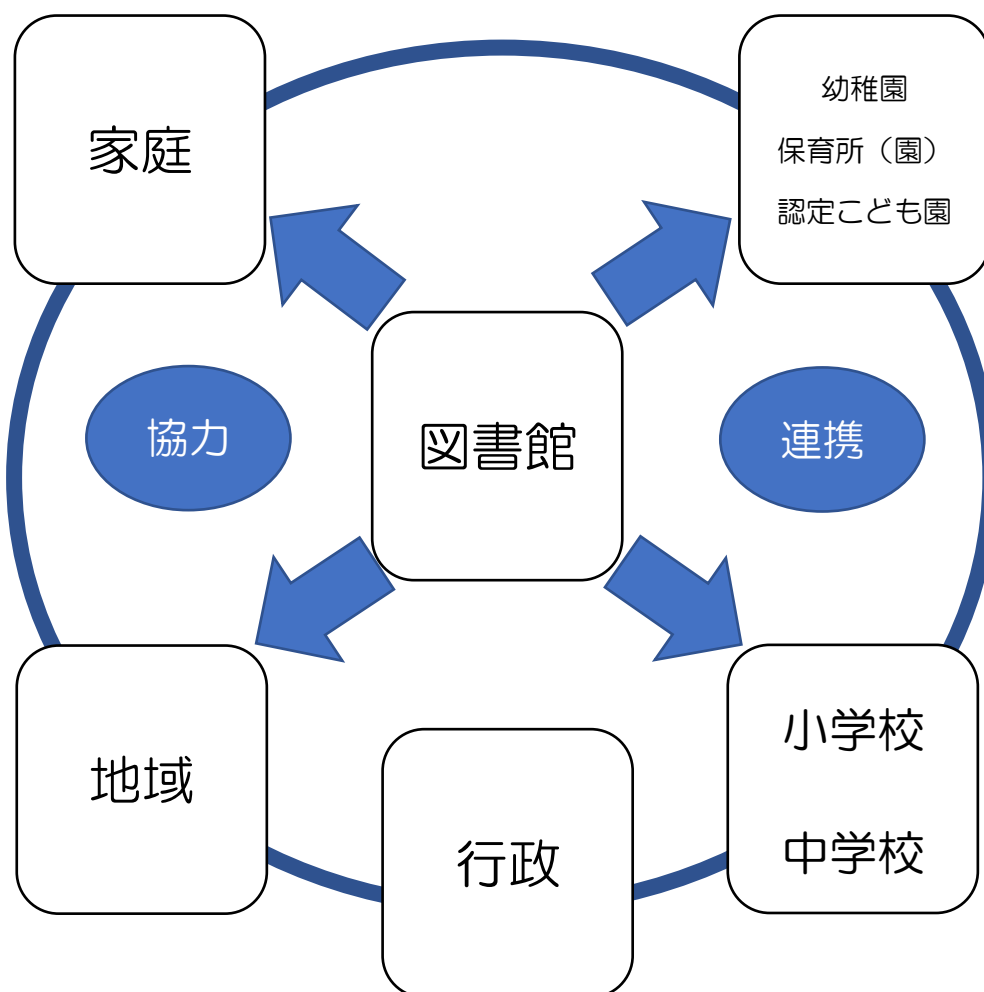 家庭
幼稚園
保育所（園）
認定こども園
協力
図書館
連携
地域
行政
小学校
中学校